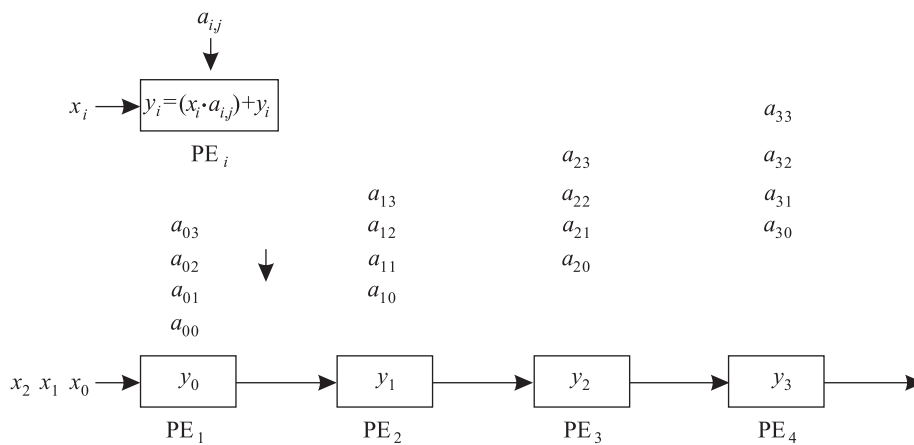 a_{i,j}
x_i y_i=(x_i·a_{i,j})+y_i
PE_i
a_{33}
a_{23} a_{32}
a_{13} a_{22} a_{31}
a_{03} a_{12} a_{21} a_{30}
a_{02} a_{11} a_{20}
a_{01} a_{10}
a_{00}
x_2 x_1 x_0 y_0 y_1 y_2 y_3
PE_1 PE_2 PE_3 PE_4